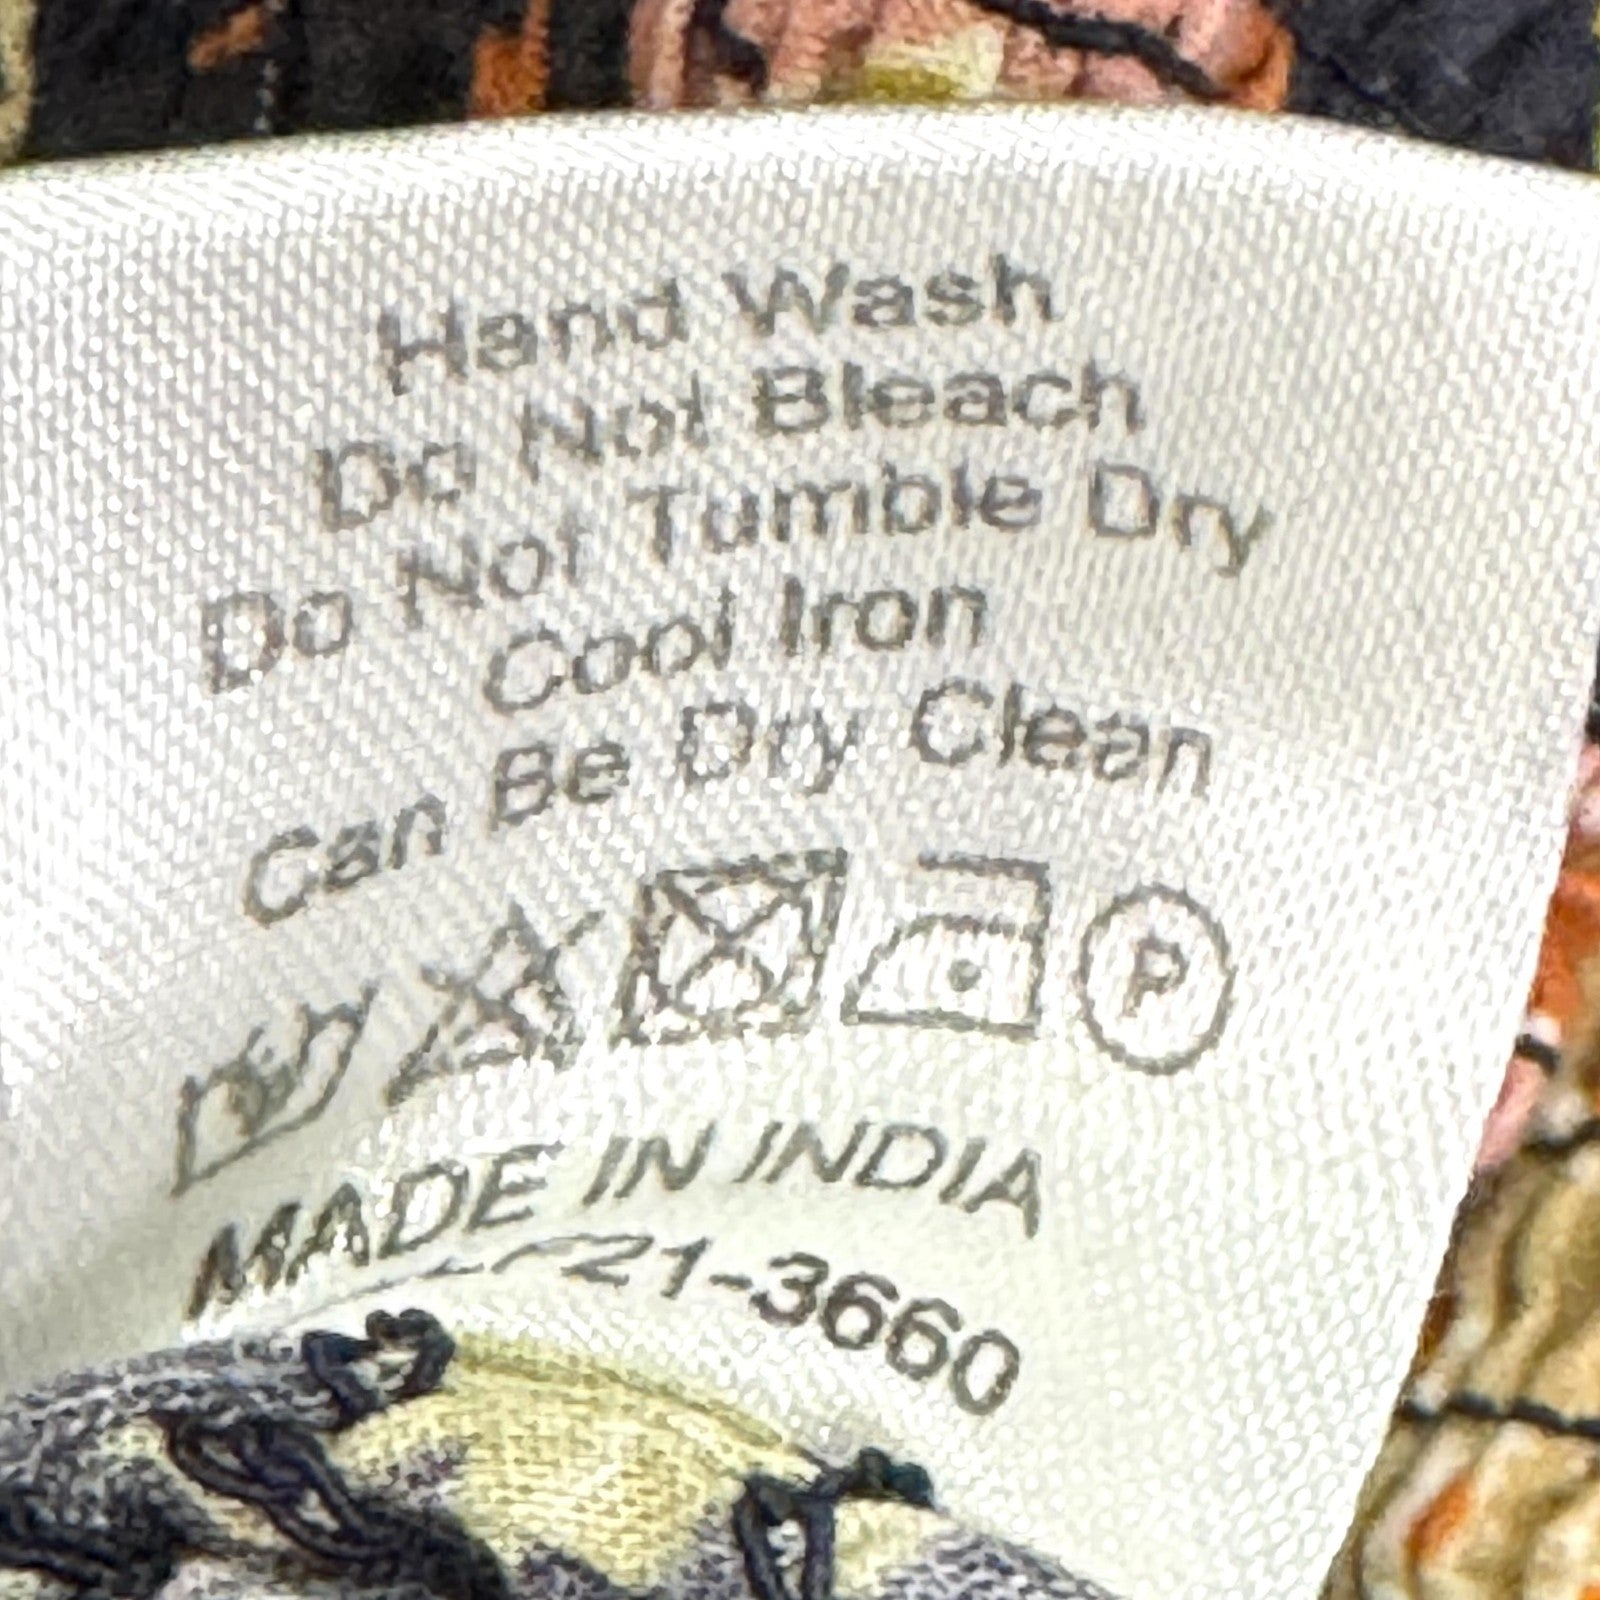 Hand Wash
Do Not Bleach
Do Not Tumble Dry
Cool Iron
Can Be Dry Clean
P
MADE IN INDIA
21-3660